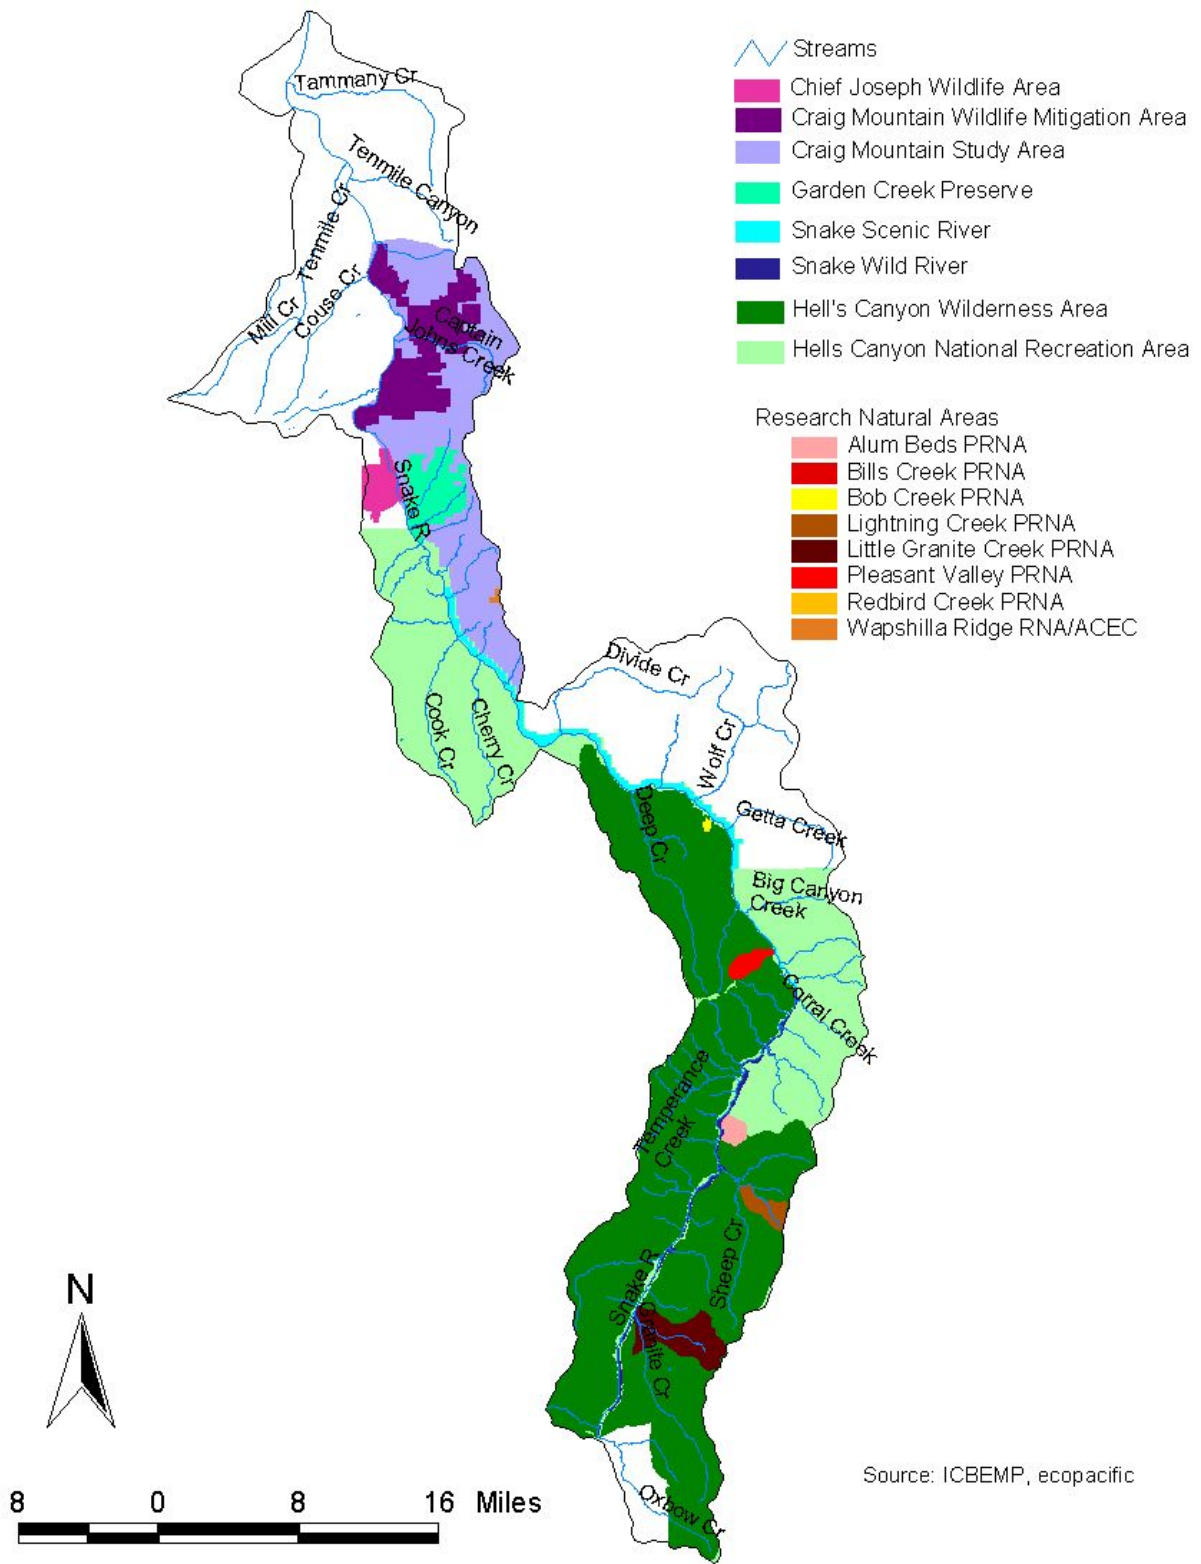 Streams
Chief Joseph Wildlife Area
Craig Mountain Wildlife Mitigation Area
Craig Mountain Study Area
Garden Creek Preserve
Snake Scenic River
Snake Wild River
Hell's Canyon Wilderness Area
Hells Canyon National Recreation Area
Research Natural Areas
Alum Beds PRNA
Bills Creek PRNA
Bob Creek PRNA
Lightning Creek PRNA
Little Granite Creek PRNA
Pleasant Valley PRNA
Redbird Creek PRNA
Wapshilla Ridge RNA/ACEC
Tammany Cr
Tenmile Canyon
Tenmile Cr
Couse Cr
Mill Cr
Captain
Johns Creek
Snake R
Cook Cr
Cherry Cr
Divide Cr
Wolf Cr
Deep Cr
Getta Creek
Big Canyon
Creek
Corral Creek
Temperance
Creek
Sheep Cr
Snake R
Granite Cr
Oxbow Cr
N
8 0 8 16 Miles
Source: ICBEMP, ecopacific